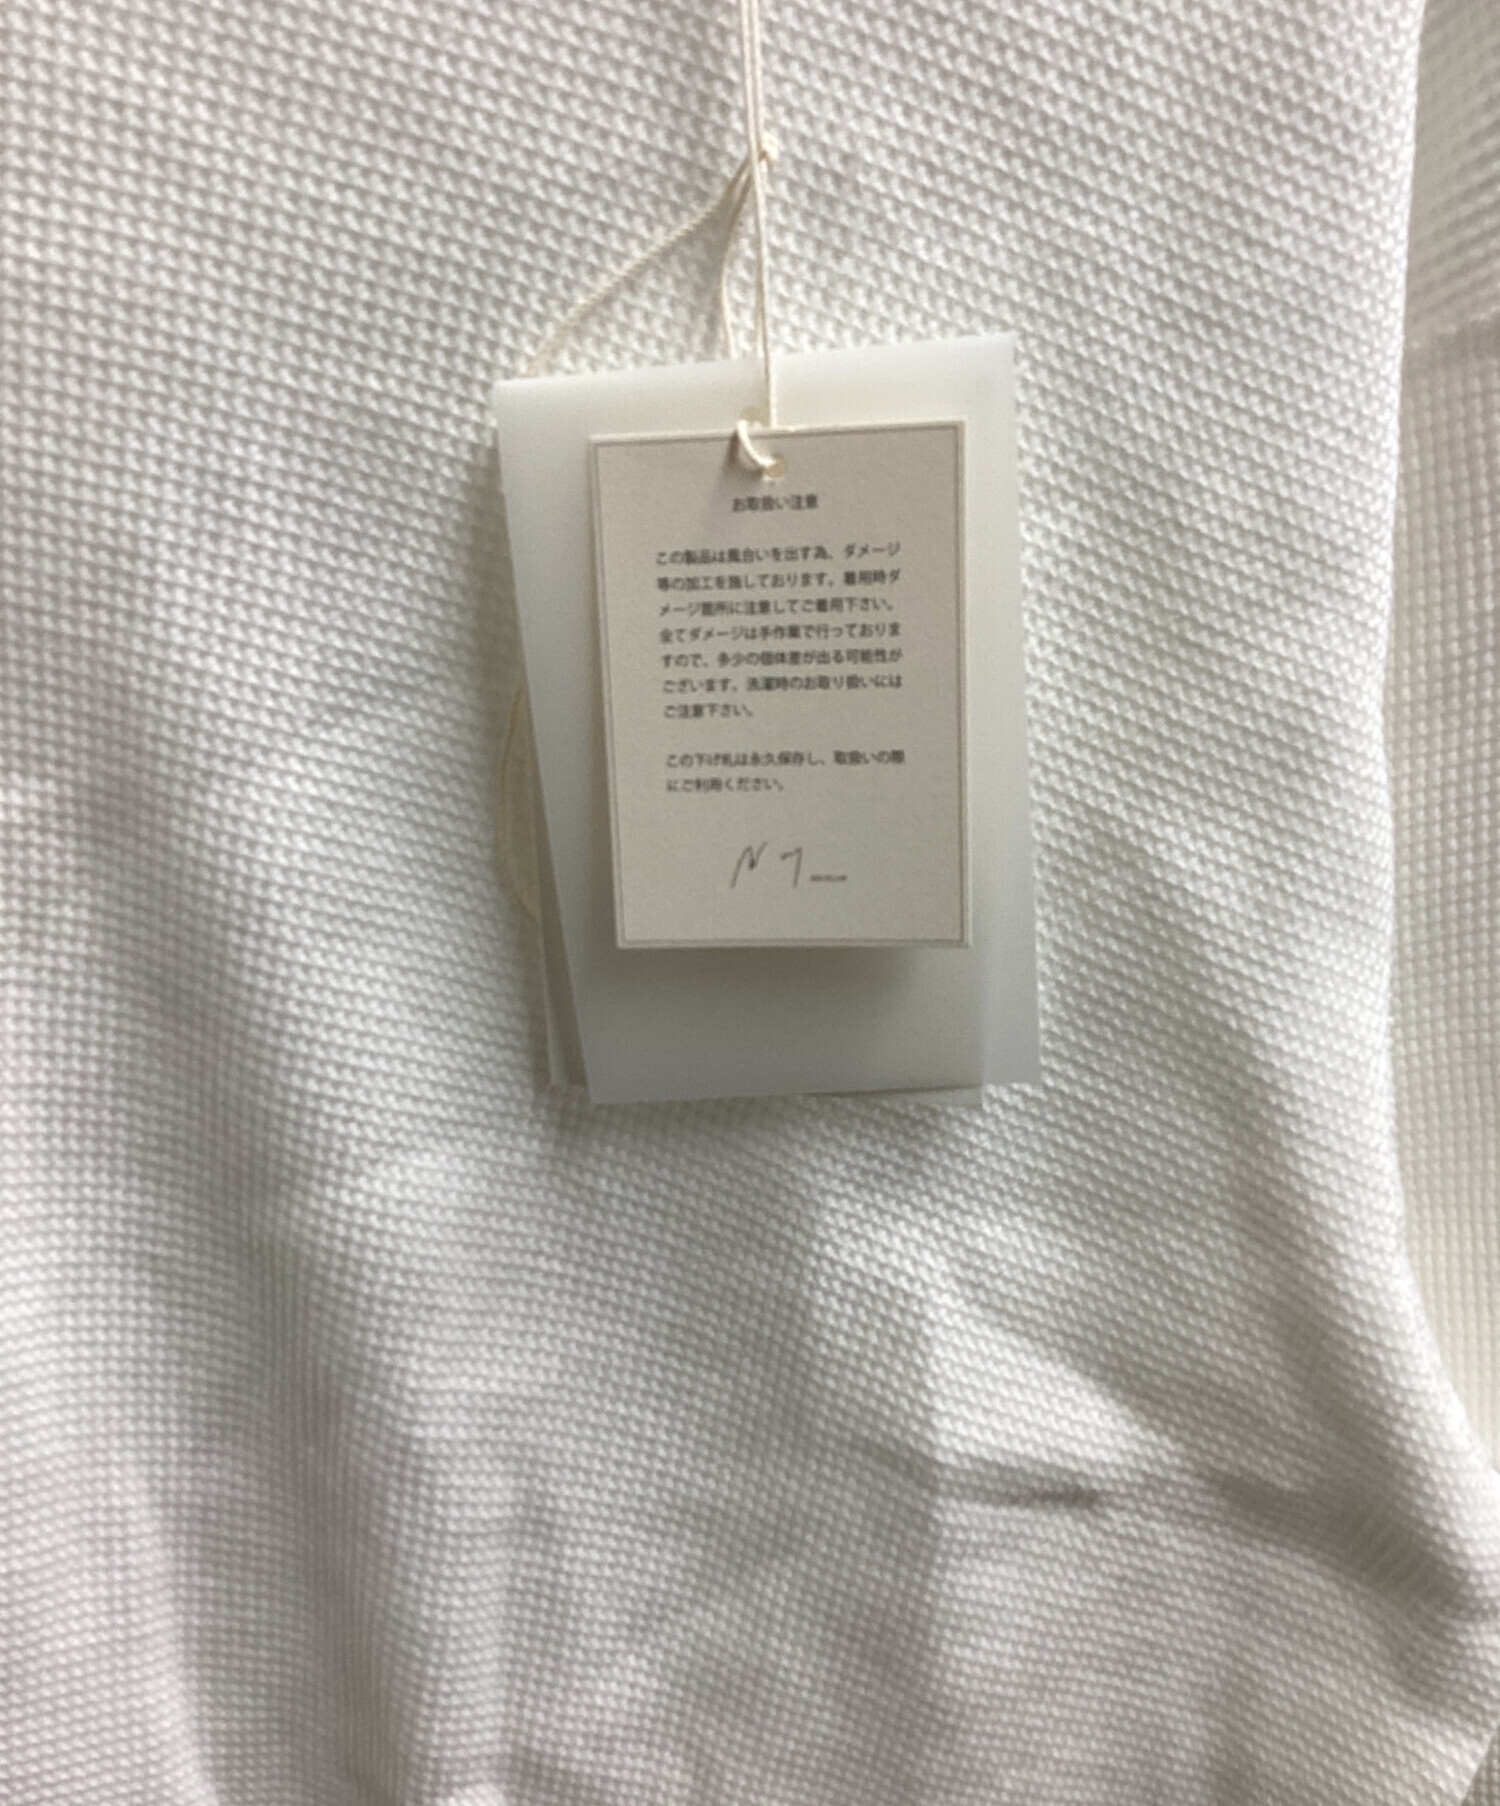 お取扱い注意
この製品は風合いを出す為、ダメージ
等の加工を施しております。着用時ダ
メージ箇所に注意してご着用下さい。
全てダメージは手作業で行っておりま
すので、多少の個体差が出る可能性が
ございます。洗濯時のお取り扱いには
ご注意下さい。
この下げ札は永久保存し、取扱いの際
にご利用ください。
N 7